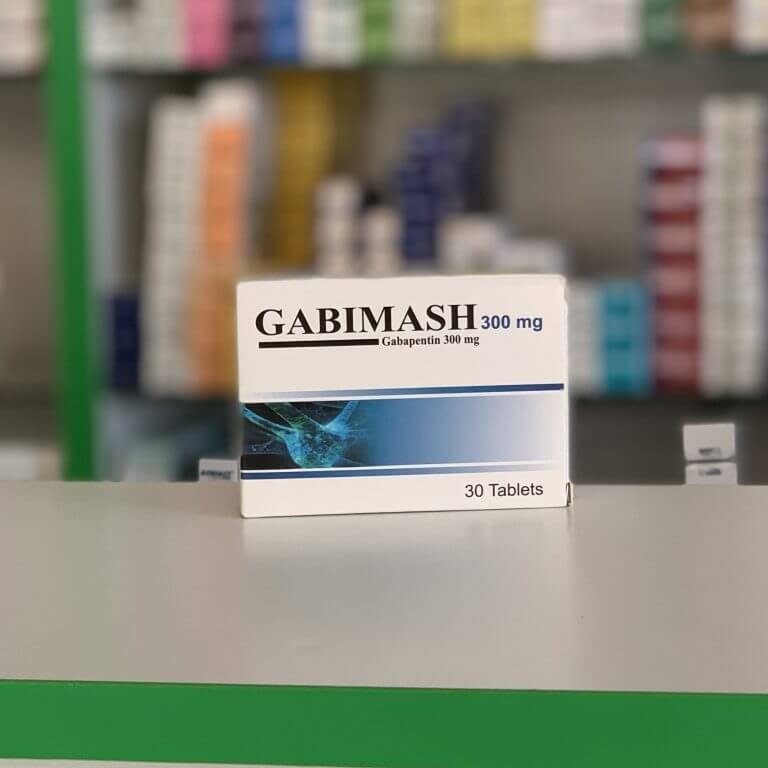 GABIMASH 300 mg
Gabapentin 300 mg
30 Tablets